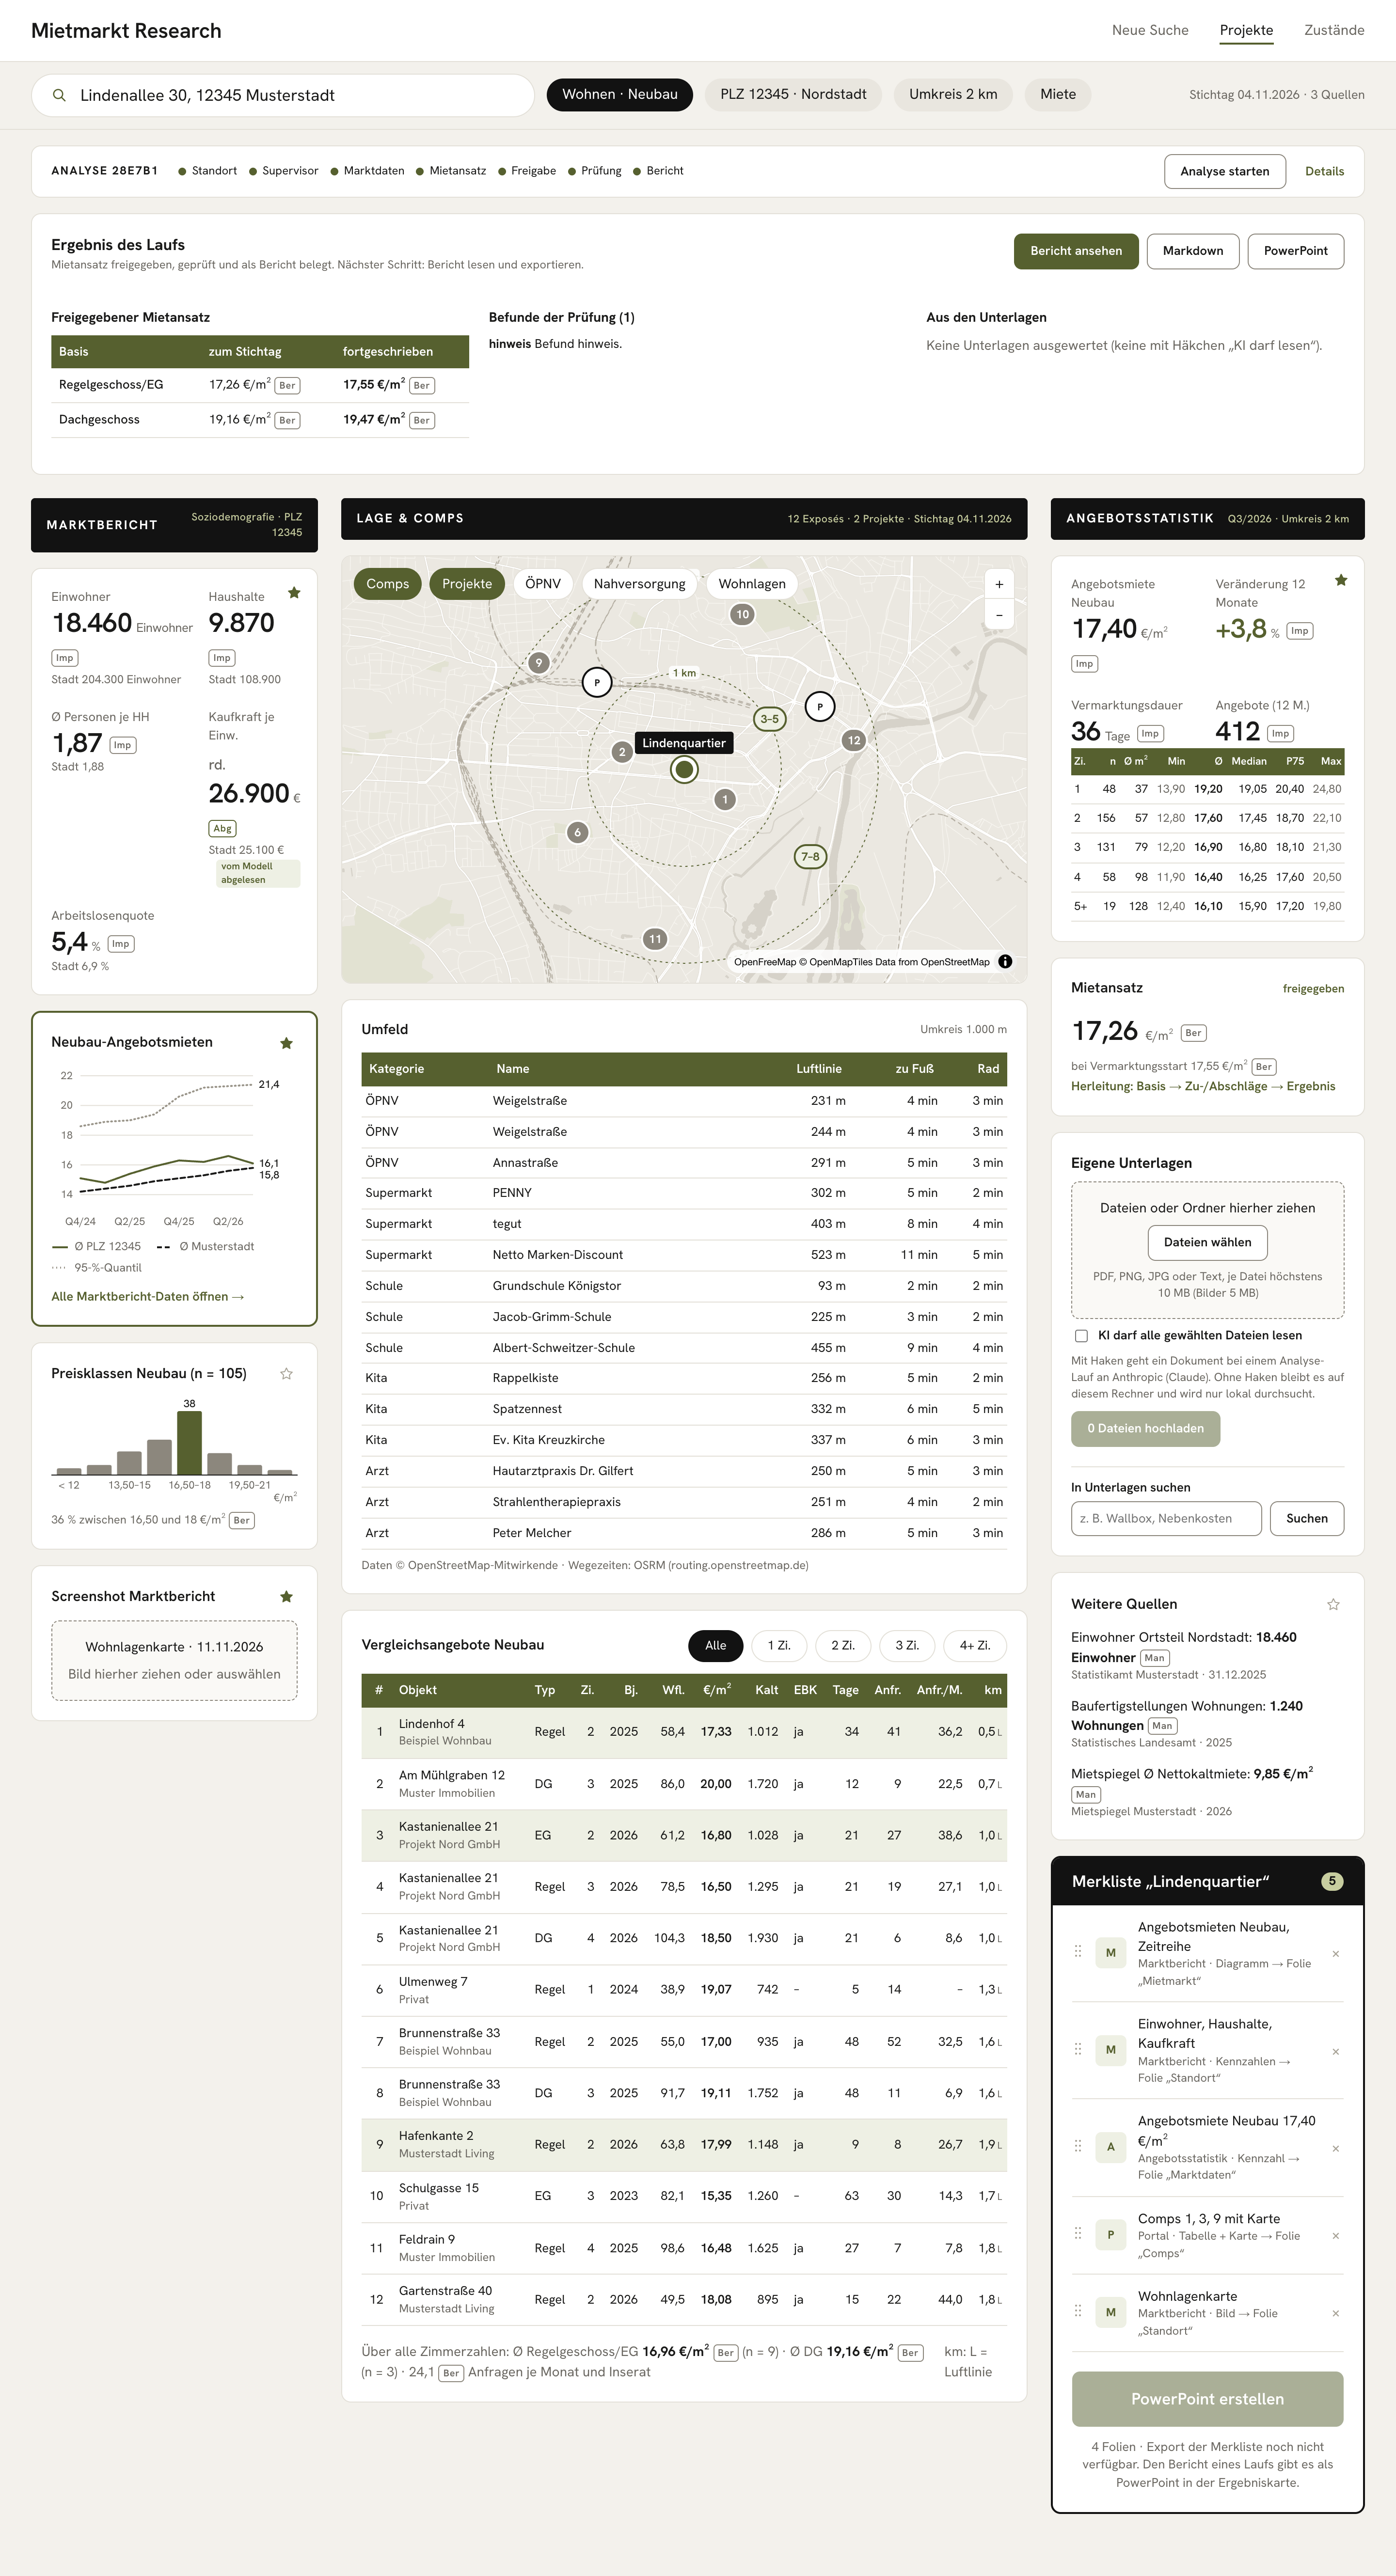 Mietmarkt Research
Neue Suche Projekte Zustände
Lindenallee 30, 12345 Musterstadt
Wohnen · Neubau PLZ 12345 · Nordstadt Umkreis 2 km Miete
Stichtag 04.11.2026 · 3 Quellen
ANALYSE 28E7B1 Standort Supervisor Marktdaten Mietansatz Freigabe Prüfung Bericht
Analyse starten Details
Ergebnis des Laufs
Mietansatz freigegeben, geprüft und als Bericht belegt. Nächster Schritt: Bericht lesen und exportieren.
Bericht ansehen Markdown PowerPoint
Freigegebener Mietansatz
Basis zum Stichtag fortgeschrieben
Regelgeschoss/EG 17,26 €/m² Ber 17,55 €/m² Ber
Dachgeschoss 19,16 €/m² Ber 19,47 €/m² Ber
Befunde der Prüfung (1)
hinweis Befund hinweis.
Aus den Unterlagen
Keine Unterlagen ausgewertet (keine mit Häkchen „KI darf lesen“).
MARKTBERICHT
Soziodemografie · PLZ
12345
Einwohner
18.460 Einwohner
Imp
Stadt 204.300 Einwohner
Haushalte
9.870
Imp
Stadt 108.900
Ø Personen je HH
1,87 Imp
Stadt 1,88
Kaufkraft je
Einw.
rd.
26.900 €
Abg
Stadt 25.100 €
vom Modell
abgelesen
Arbeitslosenquote
5,4 % Imp
Stadt 6,9 %
Neubau-Angebotsmieten
22
20
18
16
14
21,4
16,1
15,8
Q4/24 Q2/25 Q4/25 Q2/26
Ø PLZ 12345 Ø Musterstadt
95-%-Quantil
Alle Marktbericht-Daten öffnen →
Preisklassen Neubau (n = 105)
38
< 12 13,50–15 16,50–18 19,50–21
€/m²
36 % zwischen 16,50 und 18 €/m² Ber
Screenshot Marktbericht
Wohnlagenkarte · 11.11.2026
Bild hierher ziehen oder auswählen
LAGE & COMPS
12 Exposés · 2 Projekte · Stichtag 04.11.2026
Comps Projekte ÖPNV Nahversorgung Wohnlagen
+
–
10
9
P
1 km
P
3–5
12
2
Lindenquartier
1
6
7–8
11
OpenFreeMap © OpenMapTiles Data from OpenStreetMap
Umfeld
Umkreis 1.000 m
Kategorie Name Luftlinie zu Fuß Rad
ÖPNV Weigelstraße 231 m 4 min 3 min
ÖPNV Weigelstraße 244 m 4 min 3 min
ÖPNV Annastraße 291 m 5 min 3 min
Supermarkt PENNY 302 m 5 min 2 min
Supermarkt tegut 403 m 8 min 4 min
Supermarkt Netto Marken-Discount 523 m 11 min 5 min
Schule Grundschule Königstor 93 m 2 min 2 min
Schule Jacob-Grimm-Schule 225 m 3 min 2 min
Schule Albert-Schweitzer-Schule 455 m 9 min 4 min
Kita Rappelkiste 256 m 5 min 2 min
Kita Spatzennest 332 m 6 min 5 min
Kita Ev. Kita Kreuzkirche 337 m 6 min 3 min
Arzt Hautarztpraxis Dr. Gilfert 250 m 5 min 3 min
Arzt Strahlentherapiepraxis 251 m 4 min 2 min
Arzt Peter Melcher 286 m 5 min 3 min
Daten © OpenStreetMap-Mitwirkende · Wegezeiten: OSRM (routing.openstreetmap.de)
Vergleichsangebote Neubau
Alle 1 Zi. 2 Zi. 3 Zi. 4+ Zi.
# Objekt Typ Zi. Bj. Wfl. €/m² Kalt EBK Tage Anfr. Anfr./M. km
1 Lindenhof 4 Regel 2 2025 58,4 17,33 1.012 ja 34 41 36,2 0,5 L
Beispiel Wohnbau
2 Am Mühlgraben 12 DG 3 2025 86,0 20,00 1.720 ja 12 9 22,5 0,7 L
Muster Immobilien
3 Kastanienallee 21 EG 2 2026 61,2 16,80 1.028 ja 21 27 38,6 1,0 L
Projekt Nord GmbH
4 Kastanienallee 21 Regel 3 2026 78,5 16,50 1.295 ja 21 19 27,1 1,0 L
Projekt Nord GmbH
5 Kastanienallee 21 DG 4 2026 104,3 18,50 1.930 ja 21 6 8,6 1,0 L
Projekt Nord GmbH
6 Ulmenweg 7 Regel 1 2024 38,9 19,07 742 – 5 14 – 1,3 L
Privat
7 Brunnenstraße 33 Regel 2 2025 55,0 17,00 935 ja 48 52 32,5 1,6 L
Beispiel Wohnbau
8 Brunnenstraße 33 DG 3 2025 91,7 19,11 1.752 ja 48 11 6,9 1,6 L
Beispiel Wohnbau
9 Hafenkante 2 Regel 2 2026 63,8 17,99 1.148 ja 9 8 26,7 1,9 L
Musterstadt Living
10 Schulgasse 15 EG 3 2023 82,1 15,35 1.260 – 63 30 14,3 1,7 L
Privat
11 Feldrain 9 Regel 4 2025 98,6 16,48 1.625 ja 27 7 7,8 1,8 L
Muster Immobilien
12 Gartenstraße 40 Regel 2 2026 49,5 18,08 895 ja 15 22 44,0 1,8 L
Musterstadt Living
Über alle Zimmerzahlen: Ø Regelgeschoss/EG 16,96 €/m² Ber (n = 9) · Ø DG 19,16 €/m² Ber
(n = 3) · 24,1 Ber Anfragen je Monat und Inserat
km: L =
Luftlinie
ANGEBOTSSTATISTIK
Q3/2026 · Umkreis 2 km
Angebotsmiete
Neubau
17,40 €/m²
Imp
Veränderung 12
Monate
+3,8 % Imp
Vermarktungsdauer
36 Tage Imp
Angebote (12 M.)
412 Imp
Zi. n Ø m² Min Ø Median P75 Max
1 48 37 13,90 19,20 19,05 20,40 24,80
2 156 57 12,80 17,60 17,45 18,70 22,10
3 131 79 12,20 16,90 16,80 18,10 21,30
4 58 98 11,90 16,40 16,25 17,60 20,50
5+ 19 128 12,40 16,10 15,90 17,20 19,80
Mietansatz
freigegeben
17,26 €/m² Ber
bei Vermarktungsstart 17,55 €/m² Ber
Herleitung: Basis → Zu-/Abschläge → Ergebnis
Eigene Unterlagen
Dateien oder Ordner hierher ziehen
Dateien wählen
PDF, PNG, JPG oder Text, je Datei höchstens
10 MB (Bilder 5 MB)
KI darf alle gewählten Dateien lesen
Mit Haken geht ein Dokument bei einem Analyse-
Lauf an Anthropic (Claude). Ohne Haken bleibt es auf
diesem Rechner und wird nur lokal durchsucht.
0 Dateien hochladen
In Unterlagen suchen
z. B. Wallbox, Nebenkosten Suchen
Weitere Quellen
Einwohner Ortsteil Nordstadt: 18.460
Einwohner Man
Statistikamt Musterstadt · 31.12.2025
Baufertigstellungen Wohnungen: 1.240
Wohnungen Man
Statistisches Landesamt · 2025
Mietspiegel Ø Nettokaltmiete: 9,85 €/m²
Man
Mietspiegel Musterstadt · 2026
Merkliste „Lindenquartier“ 5
M
Angebotsmieten Neubau,
Zeitreihe
Marktbericht · Diagramm → Folie
„Mietmarkt“
×
M
Einwohner, Haushalte,
Kaufkraft
Marktbericht · Kennzahlen →
Folie „Standort“
×
A
Angebotsmiete Neubau 17,40
€/m²
Angebotsstatistik · Kennzahl →
Folie „Marktdaten“
×
P
Comps 1, 3, 9 mit Karte
Portal · Tabelle + Karte → Folie
„Comps“
×
M
Wohnlagenkarte
Marktbericht · Bild → Folie
„Standort“
×
PowerPoint erstellen
4 Folien · Export der Merkliste noch nicht
verfügbar. Den Bericht eines Laufs gibt es als
PowerPoint in der Ergebniskarte.